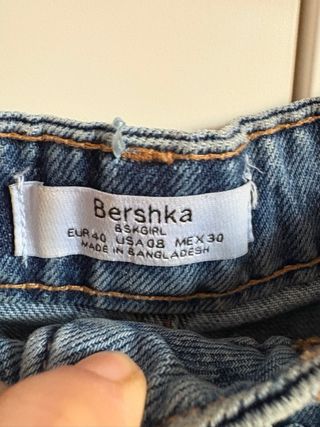 Bershka
BSKGIRL
EUR 40 USA 08 MEX 30
MADE IN BANGLADESH